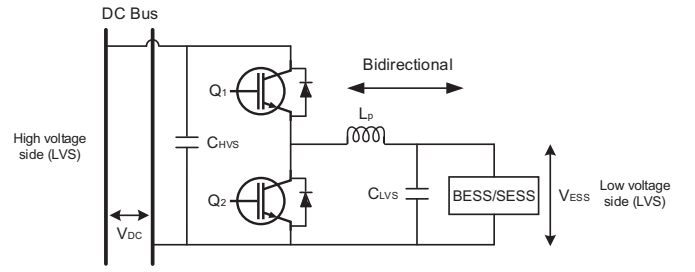 DC Bus
Bidirectional
Q1
LP
High voltage
side (LVS)
CHVS
Q2
CLVS
BESS/SESS
VESS
Low voltage
side (LVS)
VDC